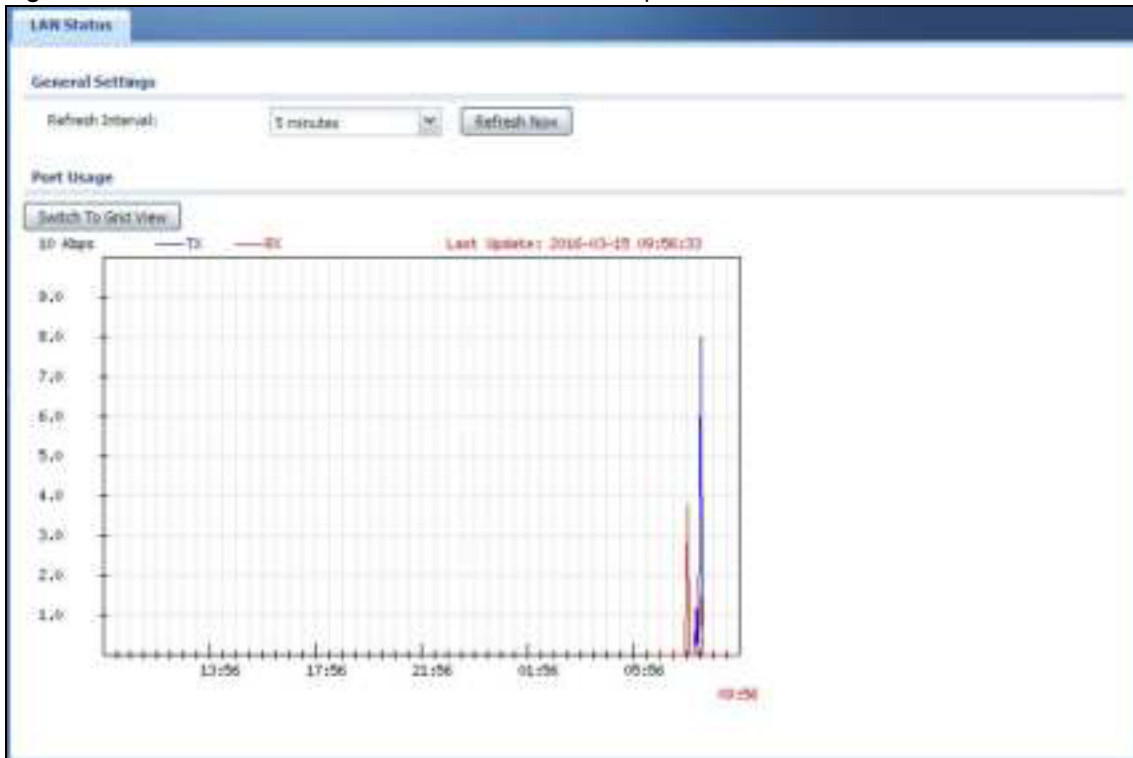 LAN Status
General Settings
Refresh Interval: 5 minutes Refresh Now
Port Usage
Switch To Grid View
10 Kbps TX RX Last Update: 2016-03-15 09:56:33
9.0
8.0
7.0
6.0
5.0
4.0
3.0
2.0
1.0
13:56 17:56 21:56 01:56 05:56
09:56